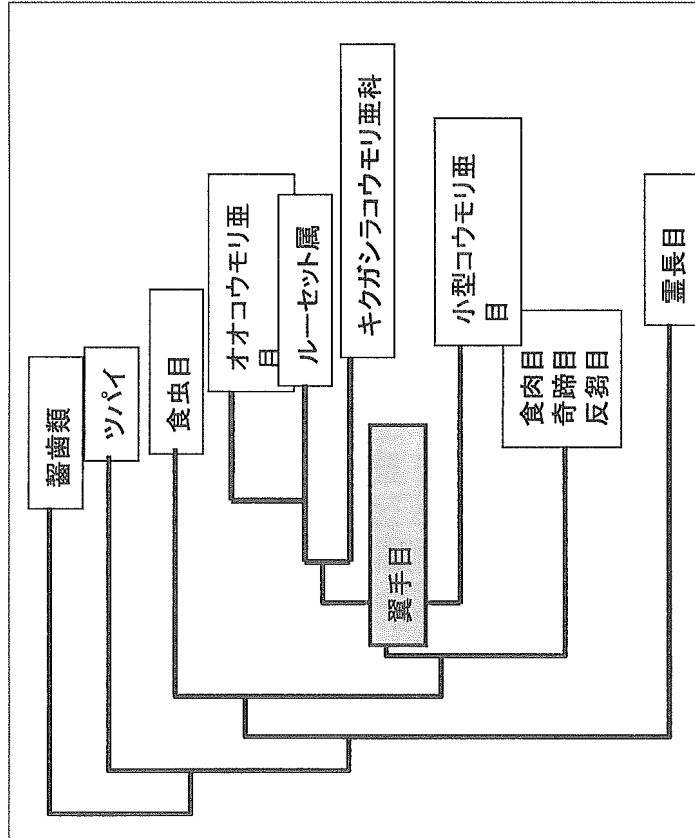 齧歯類
ツパイ
食虫目
オオコウモリ亜
目
ルーセット属
キクガシラコウモリ亜科
翼手目
小型コウモリ亜
目
食肉目
奇蹄目
反芻目
霊長目